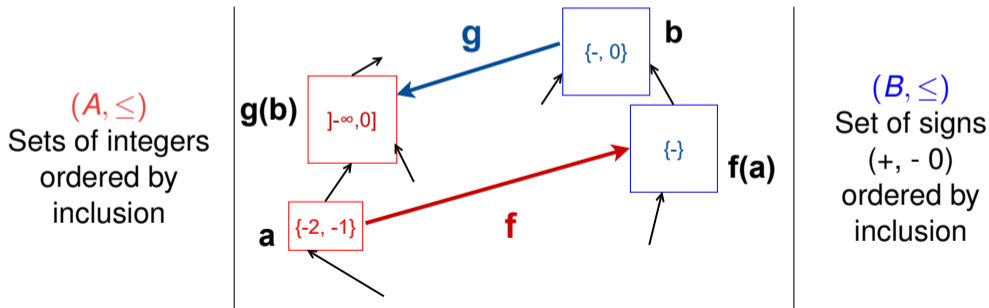 (A, ≤)
Sets of integers
ordered by
inclusion
g
b
{-, 0}
g(b)
]-∞,0]
{-}
f(a)
a
{-2, -1}
f
(B, ≤)
Set of signs
(+, - 0)
ordered by
inclusion